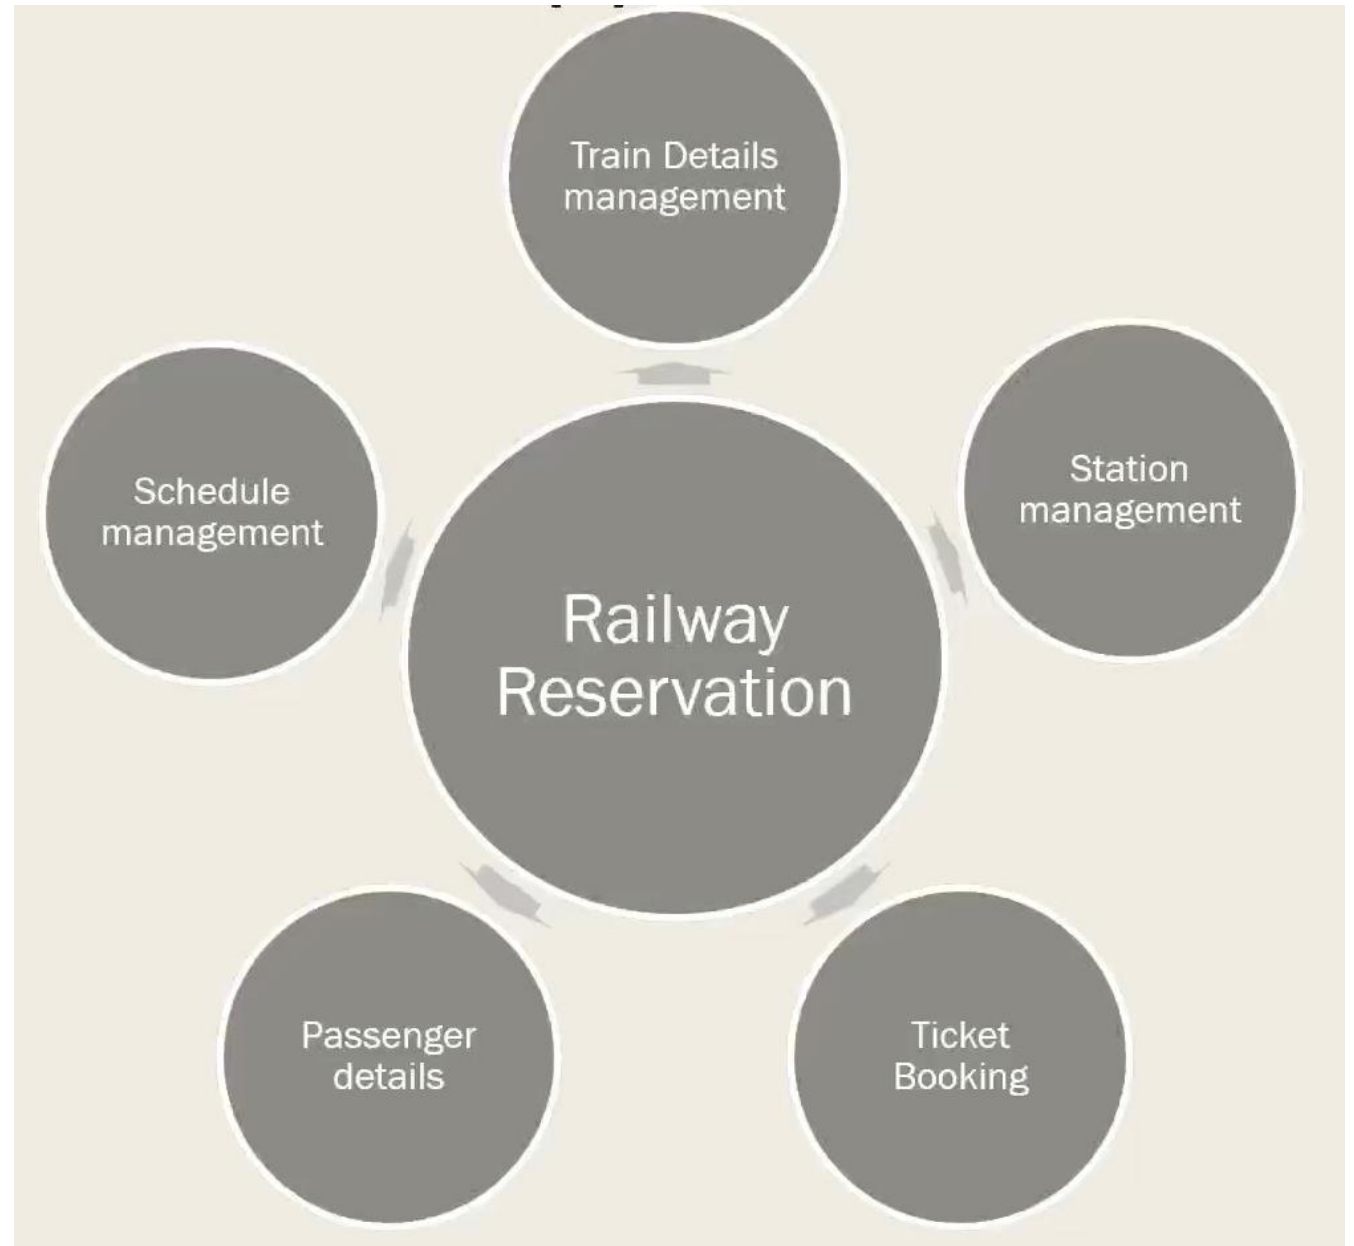 Train Details
management
Station
management
Schedule
management
Railway
Reservation
Passenger
details
Ticket
Booking